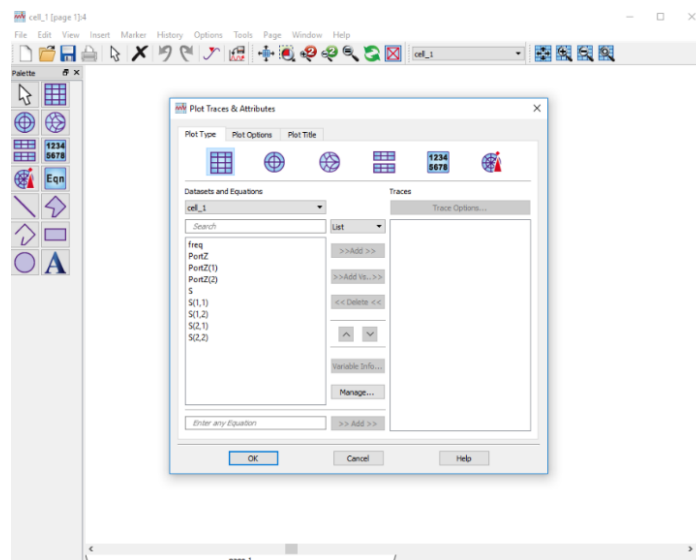 cell_1 [page 1]:4
File Edit View Insert Marker History Options Tools Page Window Help
cell_1
Palette
1234
5678
Eqn
A
Plot Traces & Attributes
Plot Type Plot Options Plot Title
1234
5678
Datasets and Equations
Traces
cell_1
Trace Options...
Search
List
freq
PortZ
PortZ(1)
PortZ(2)
S
S(1,1)
S(1,2)
S(2,1)
S(2,2)
>>Add >>
>>Add Vs..>>
<< Delete <<
Variable Info...
Manage...
Enter any Equation
>> Add >>
OK Cancel Help